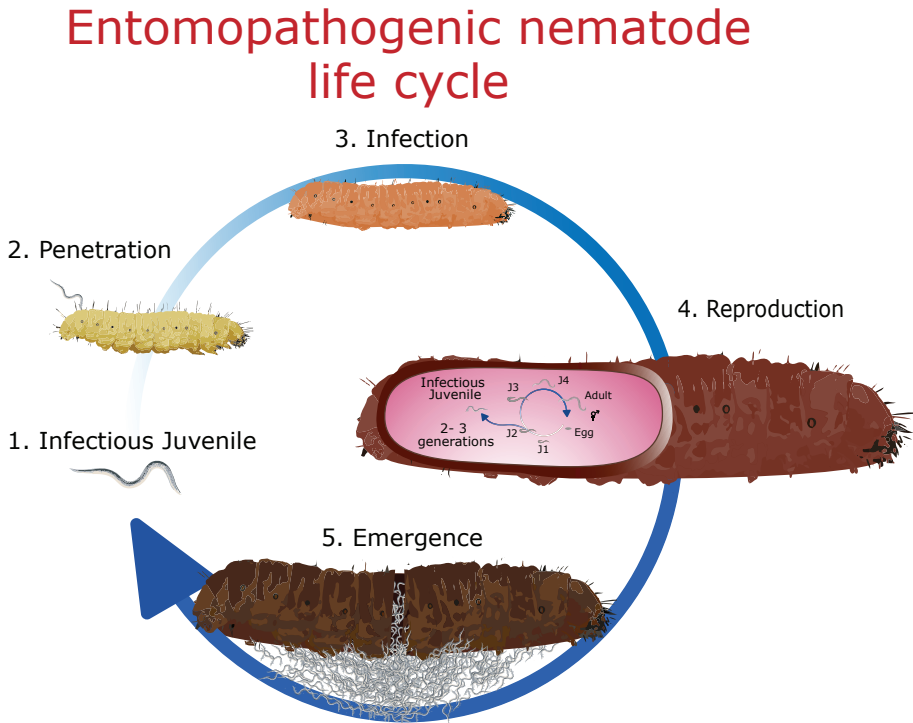 Entomopathogenic nematode
life cycle
3. Infection
2. Penetration
4. Reproduction
Infectious
Juvenile
J3
J4
Adult
2- 3
generations
J2
Egg
J1
1. Infectious Juvenile
5. Emergence